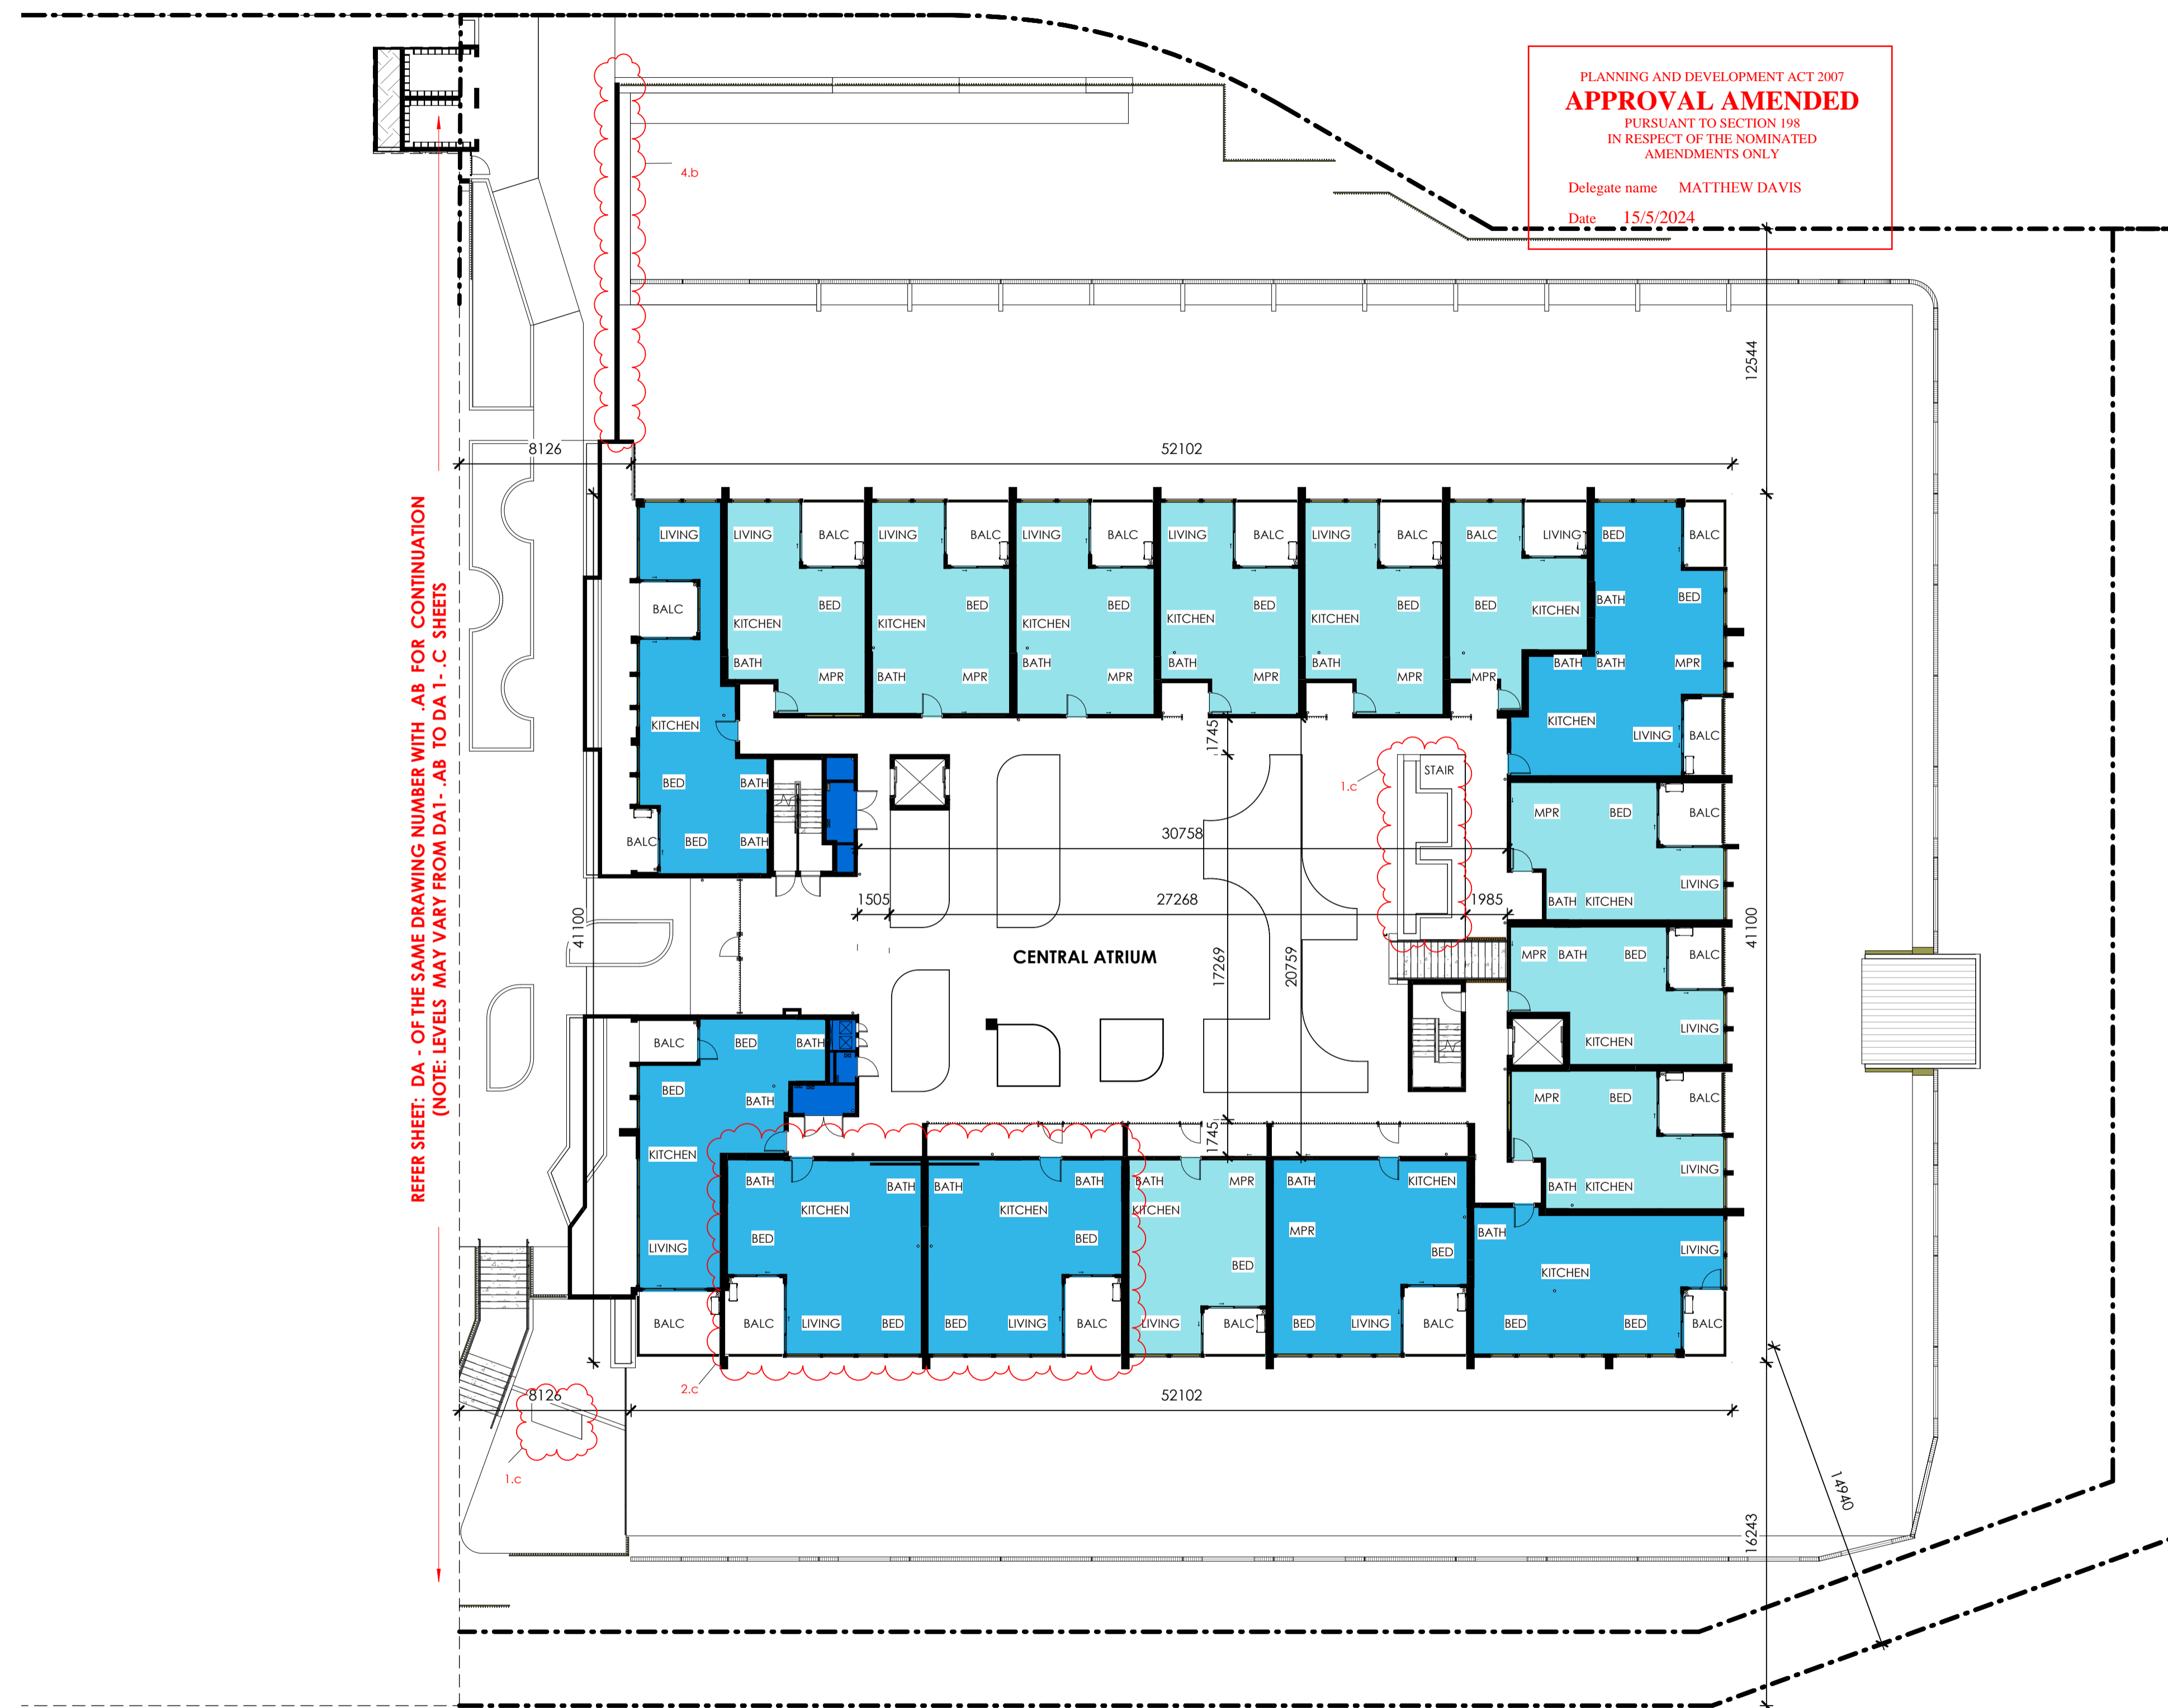 PLANNING AND DEVELOPMENT ACT 2007
APPROVAL AMENDED
PURSUANT TO SECTION 198
IN RESPECT OF THE NOMINATED
AMENDMENTS ONLY
Delegate name MATTHEW DAVIS
Date 15/5/2024
4.b
12544
8126 52102
REFER SHEET: DA - OF THE SAME DRAWING NUMBER WITH .AB FOR CONTINUATION
(NOTE: LEVELS MAY VARY FROM DA1- .AB TO DA 1- .C SHEETS
LIVING LIVING BALC LIVING BALC LIVING BALC LIVING BALC LIVING BALC BALC LIVING BED BALC
BALC BED BED BED BED BED BED KITCHEN BATH BED
KITCHEN KITCHEN KITCHEN KITCHEN KITCHEN
BATH MPR BATH MPR BATH MPR BATH MPR BATH MPR MPR BATH BATH MPR
KITCHEN 1745 KITCHEN LIVING BALC
STAIR
1.c
BED BATH
MPR BED BALC
30758
BALC BED BATH
LIVING
1505 27268 1985
BATH KITCHEN
41100 41100
CENTRAL ATRIUM
17269 20759
MPR BATH BED BALC
LIVING
BALC BED BATH
KITCHEN
BED BATH
MPR BED BALC
1745
KITCHEN
LIVING
BATH BATH BATH BATH BATH MPR BATH KITCHEN BATH KITCHEN
KITCHEN KITCHEN KITCHEN
BED BED MPR BED BATH
LIVING BED KITCHEN LIVING
BALC BALC LIVING BED BED LIVING BALC LIVING BALC BED LIVING BALC BED BED BALC
2.c
8126 52102
1.c
14940
16243